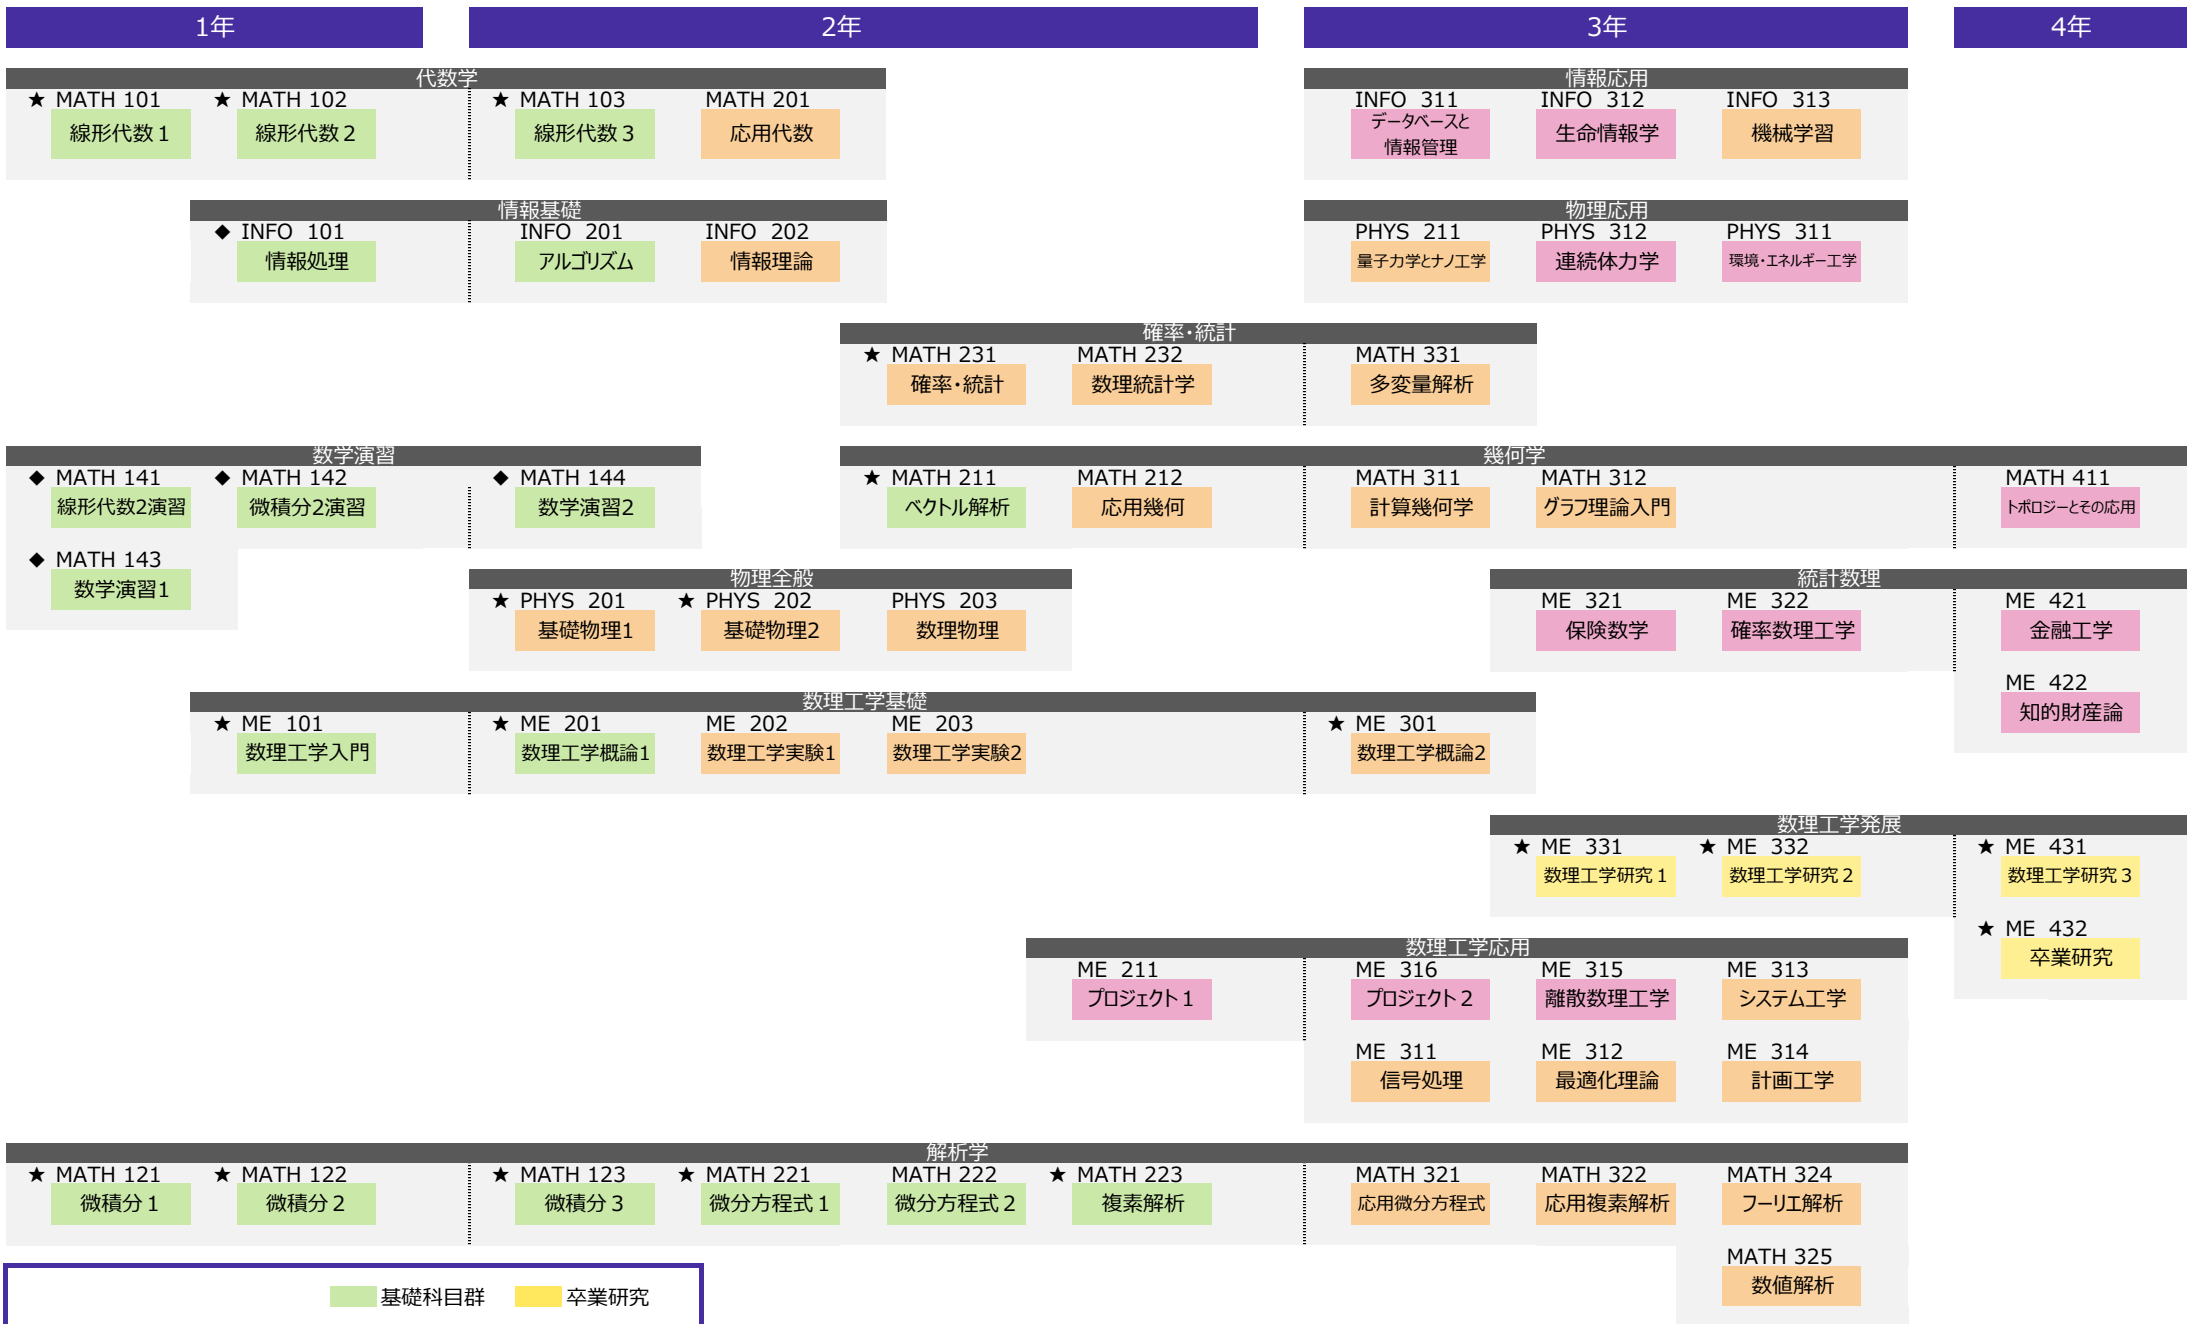 1年 2年 3年 4年
代数学
★ MATH 101 ★ MATH 102 ★ MATH 103 MATH 201
線形代数1 線形代数2 線形代数3 応用代数
情報応用
INFO 311 INFO 312 INFO 313
データベースと
情報管理 生命情報学 機械学習
情報基礎
◆ INFO 101 INFO 201 INFO 202
情報処理 アルゴリズム 情報理論
物理応用
PHYS 211 PHYS 312 PHYS 311
量子力学とナノ工学 連続体力学 環境・エネルギー工学
確率・統計
★ MATH 231 MATH 232 MATH 331
確率・統計 数理統計学 多変量解析
数学演習
◆ MATH 141 ◆ MATH 142 ◆ MATH 144
線形代数2演習 微積分2演習 数学演習2
◆ MATH 143
数学演習1
幾何学
★ MATH 211 MATH 212 MATH 311 MATH 312 MATH 411
ベクトル解析 応用幾何 計算幾何学 グラフ理論入門 トポロジーとその応用
物理全般
★ PHYS 201 ★ PHYS 202 PHYS 203
基礎物理1 基礎物理2 数理物理
統計数理
ME 321 ME 322 ME 421
保険数学 確率数理工学 金融工学
ME 422
知的財産論
数理工学基礎
★ ME 101 ★ ME 201 ME 202 ME 203 ★ ME 301
数理工学入門 数理工学概論1 数理工学実験1 数理工学実験2 数理工学概論2
数理工学発展
★ ME 331 ★ ME 332 ★ ME 431
数理工学研究1 数理工学研究2 数理工学研究3
★ ME 432
卒業研究
数理工学応用
ME 211 ME 316 ME 315 ME 313
プロジェクト1 プロジェクト2 離散数理工学 システム工学
ME 311 ME 312 ME 314
信号処理 最適化理論 計画工学
解析学
★ MATH 121 ★ MATH 122 ★ MATH 123 ★ MATH 221 MATH 222 ★ MATH 223 MATH 321 MATH 322 MATH 324
微積分1 微積分2 微積分3 微分方程式1 微分方程式2 複素解析 応用微分方程式 応用複素解析 フーリエ解析
MATH 325
数値解析
基礎科目群 卒業研究